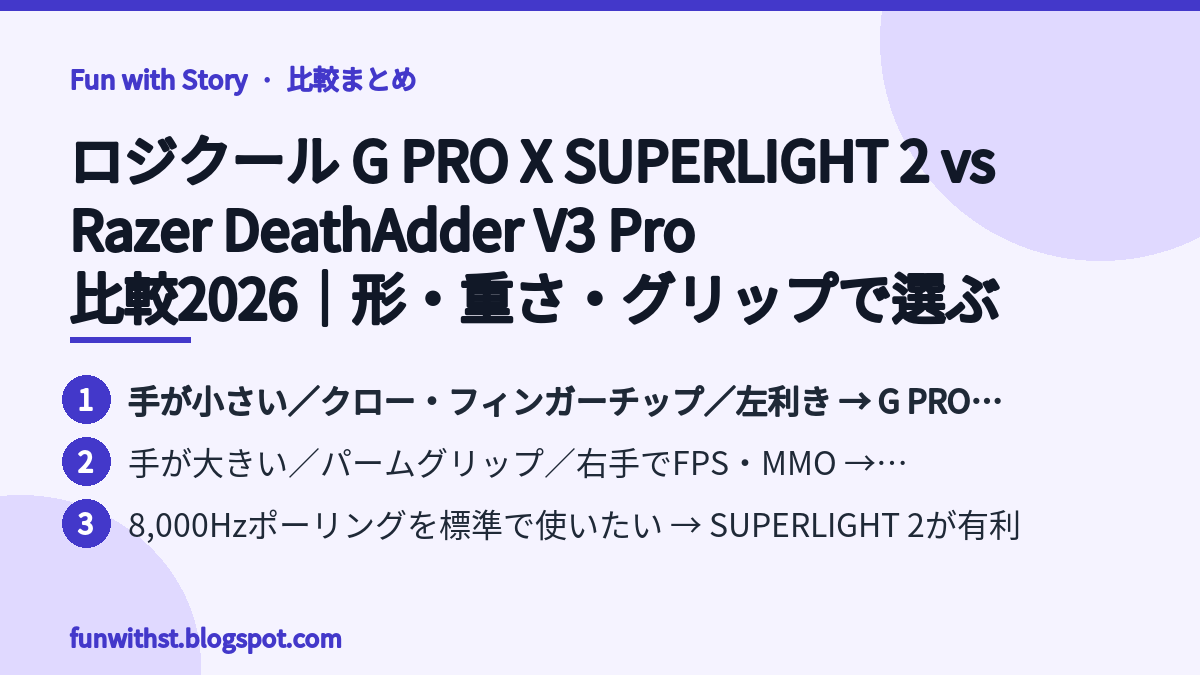 Fun with Story ・ 比較まとめ
ロジクール G PRO X SUPERLIGHT 2 vs
Razer DeathAdder V3 Pro
比較2026｜形・重さ・グリップで選ぶ
1 手が小さい／クロー・フィンガーチップ／左利き → G PRO…
2 手が大きい／パームグリップ／右手でFPS・MMO →…
3 8,000Hzポーリングを標準で使いたい → SUPERLIGHT 2が有利
funwithst.blogspot.com